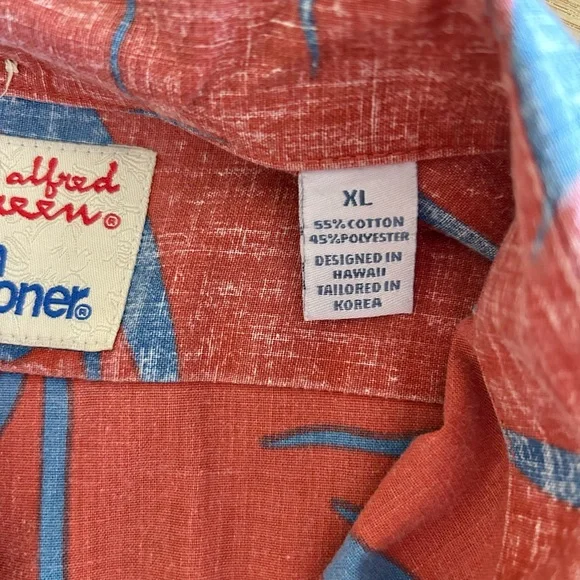 alfred
XL
55% COTTON
45% POLYESTER
DESIGNED IN
HAWAII
TAILORED IN
KOREA